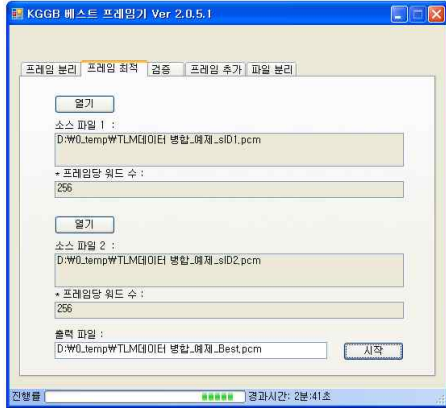 KGGB 베스트 프레임기 Ver 2.0.5.1
프레임 분리 프레임 최적 검증 프레임 추가 파일 분리
열기
소스 파일 1 :
D:₩0_temp₩TLM데이터 병합_예제_sID1.pcm
* 프레임당 워드 수 :
256
열기
소스 파일 2 :
D:₩0_temp₩TLM데이터 병합_예제_sID2.pcm
* 프레임당 워드 수 :
256
출력 파일 :
D:₩0_temp₩TLM데이터 병합_예제_Best.pcm 시작
진행률 경과시간: 2분:41초